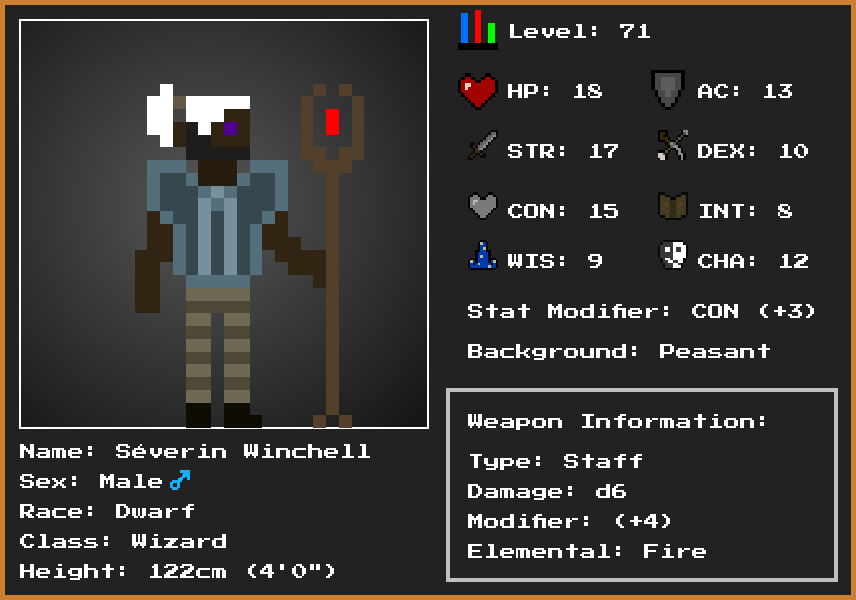 Level: 71
HP: 18
AC: 13
STR: 17
DEX: 10
CON: 15
INT: 8
WIS: 9
CHA: 12
Stat Modifier: CON (+3)
Background: Peasant
Weapon Information:
Type: Staff
Damage: d6
Modifier: (+4)
Elemental: Fire
Name: Séverin Winchell
Sex: Male♂
Race: Dwarf
Class: Wizard
Height: 122cm (4'0")